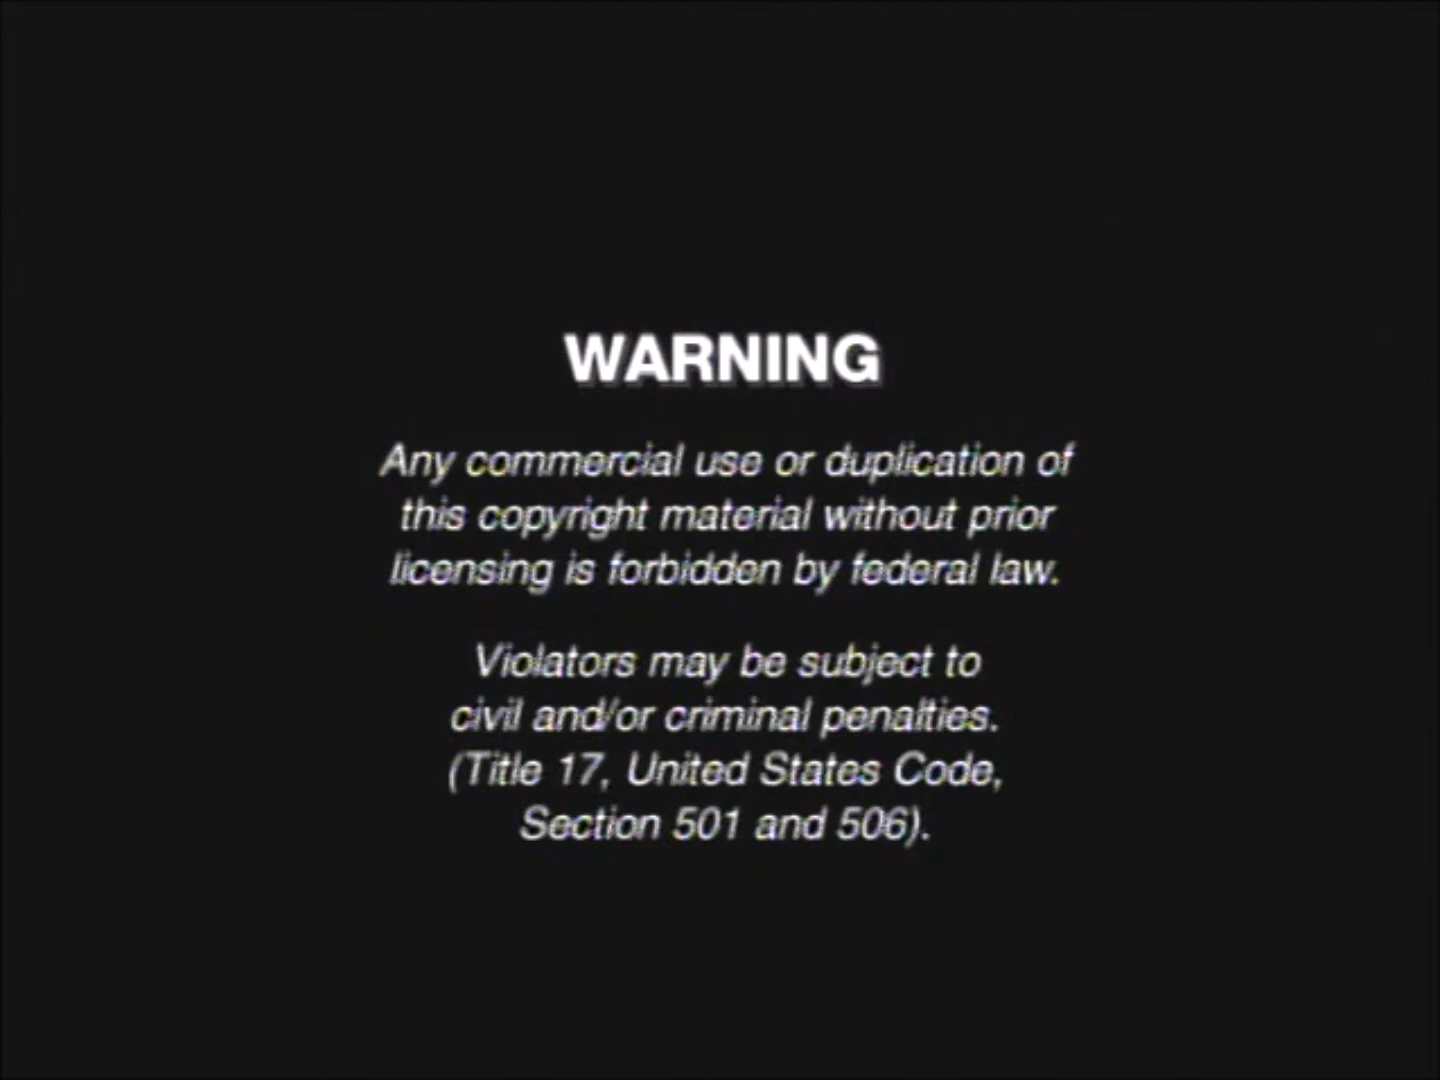 WARNING
Any commercial use or duplication of
this copyright material without prior
licensing is forbidden by federal law.
Violators may be subject to
civil and/or criminal penalties.
(Title 17, United States Code,
Section 501 and 506).